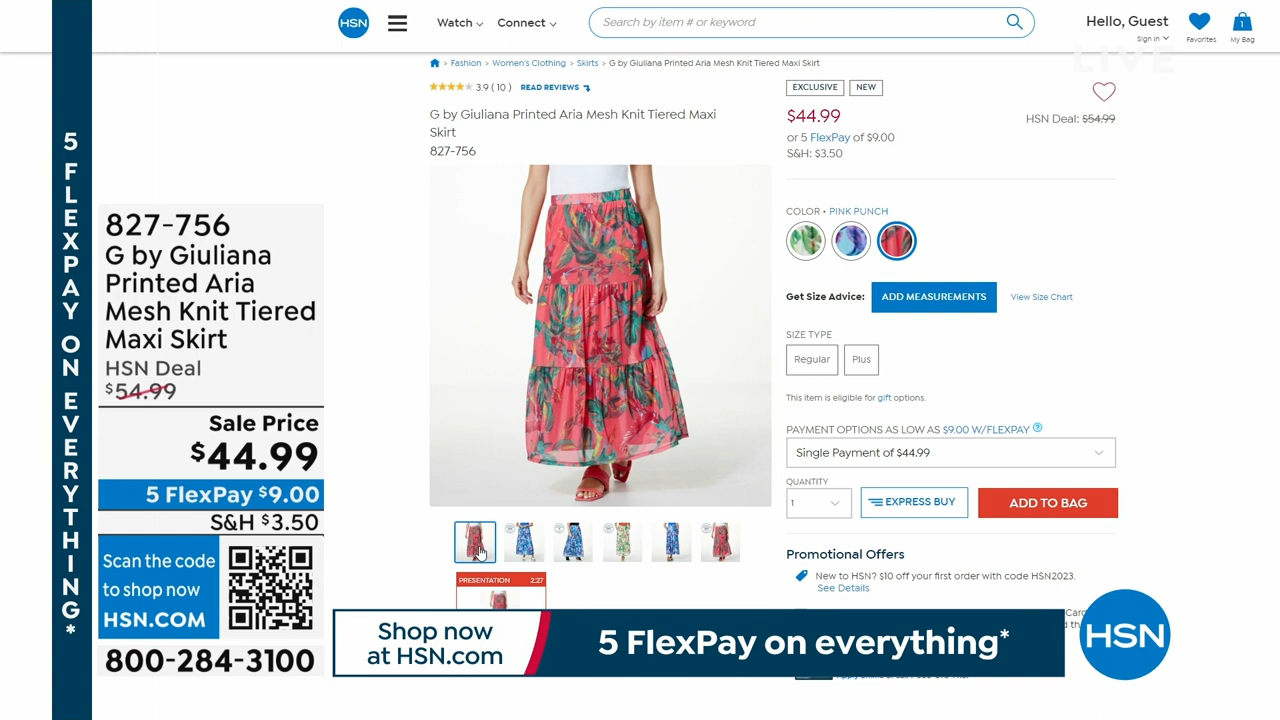 5 FLEXPAY ON EVERYTHING*
HSN
Watch
Connect
Search by item # or keyword
Hello, Guest
Sign in
Favorites
1
My Bag
LIVE
> Fashion > Women's Clothing > Skirts > G by Giuliana Printed Aria Mesh Knit Tiered Maxi Skirt
3.9 ( 10 ) READ REVIEWS
G by Giuliana Printed Aria Mesh Knit Tiered Maxi
Skirt
827-756
EXCLUSIVE
NEW
$44.99
HSN Deal: $54.99
or 5 FlexPay of $9.00
S&H: $3.50
COLOR • PINK PUNCH
Get Size Advice:
ADD MEASUREMENTS
View Size Chart
SIZE TYPE
Regular
Plus
This item is eligible for gift options.
PAYMENT OPTIONS AS LOW AS $9.00 W/FLEXPAY ?
Single Payment of $44.99
QUANTITY
1
EXPRESS BUY
ADD TO BAG
Promotional Offers
New to HSN? $10 off your first order with code HSN2023.
See Details
PRESENTATION 2:27
827-756
G by Giuliana
Printed Aria
Mesh Knit Tiered
Maxi Skirt
HSN Deal
$54.99
Sale Price
$44.99
5 FlexPay $9.00
S&H $3.50
Scan the code
to shop now
HSN.COM
800-284-3100
Shop now
at HSN.com
5 FlexPay on everything*
HSN